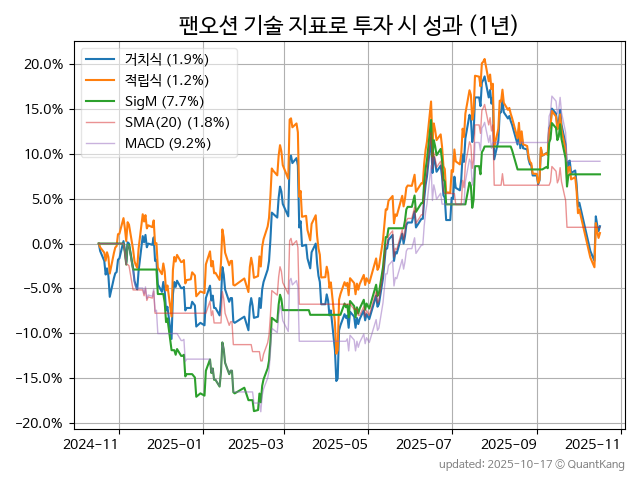 팬오션 기술 지표로 투자 시 성과 (1년)
거치식 (1.9%)
적립식 (1.2%)
SigM (7.7%)
SMA(20) (1.8%)
MACD (9.2%)
20.0%
15.0%
10.0%
5.0%
0.0%
−5.0%
−10.0%
−15.0%
−20.0%
2024-11 2025-01 2025-03 2025-05 2025-07 2025-09 2025-11
updated: 2025-10-17 © QuantKang